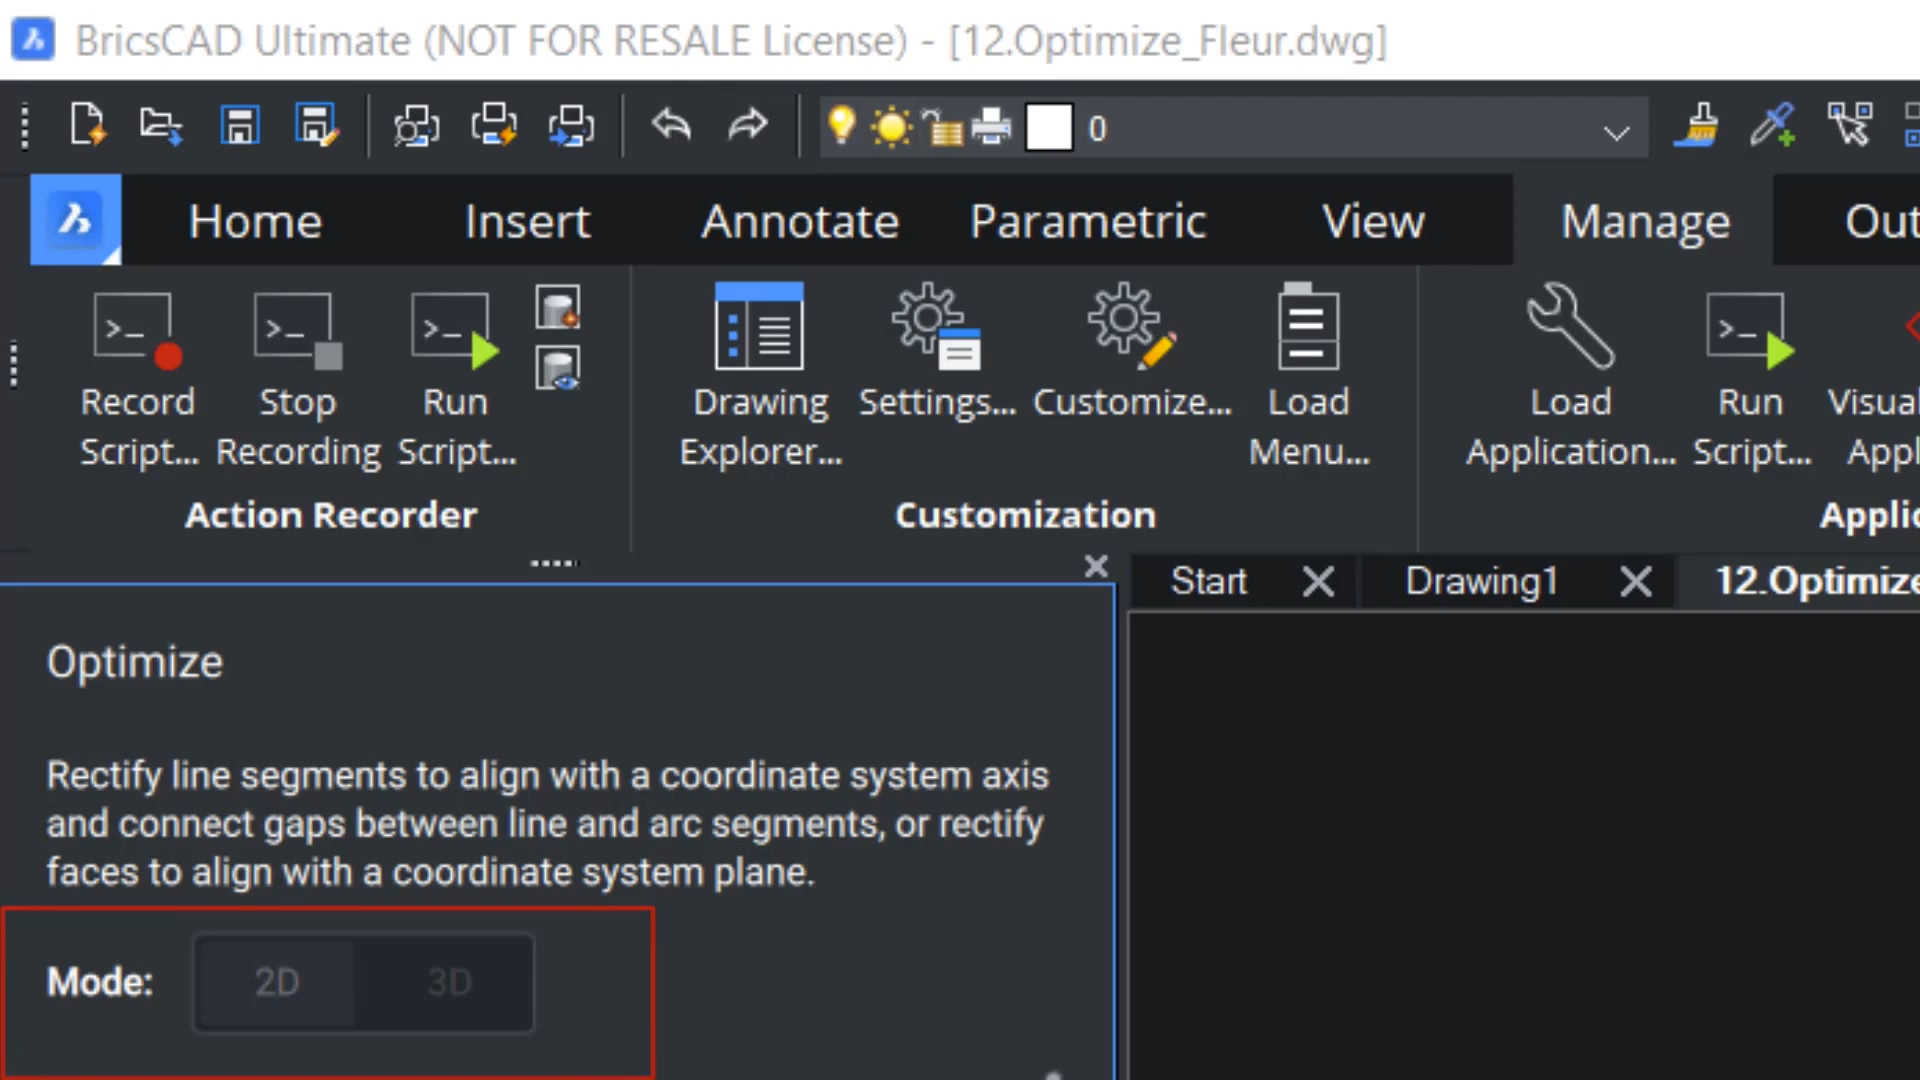 BricsCAD Ultimate (NOT FOR RESALE License) - [12.Optimize_Fleur.dwg]
0
Home Insert Annotate Parametric View Manage Out
Record Script... Stop Recording Run Script... Drawing Explorer... Settings... Customize... Load Menu... Load Application... Run Script... Visual Appl
Action Recorder Customization Applic
Start Drawing1 12.Optimize
Optimize
Rectify line segments to align with a coordinate system axis
and connect gaps between line and arc segments, or rectify
faces to align with a coordinate system plane.
Mode: 2D 3D